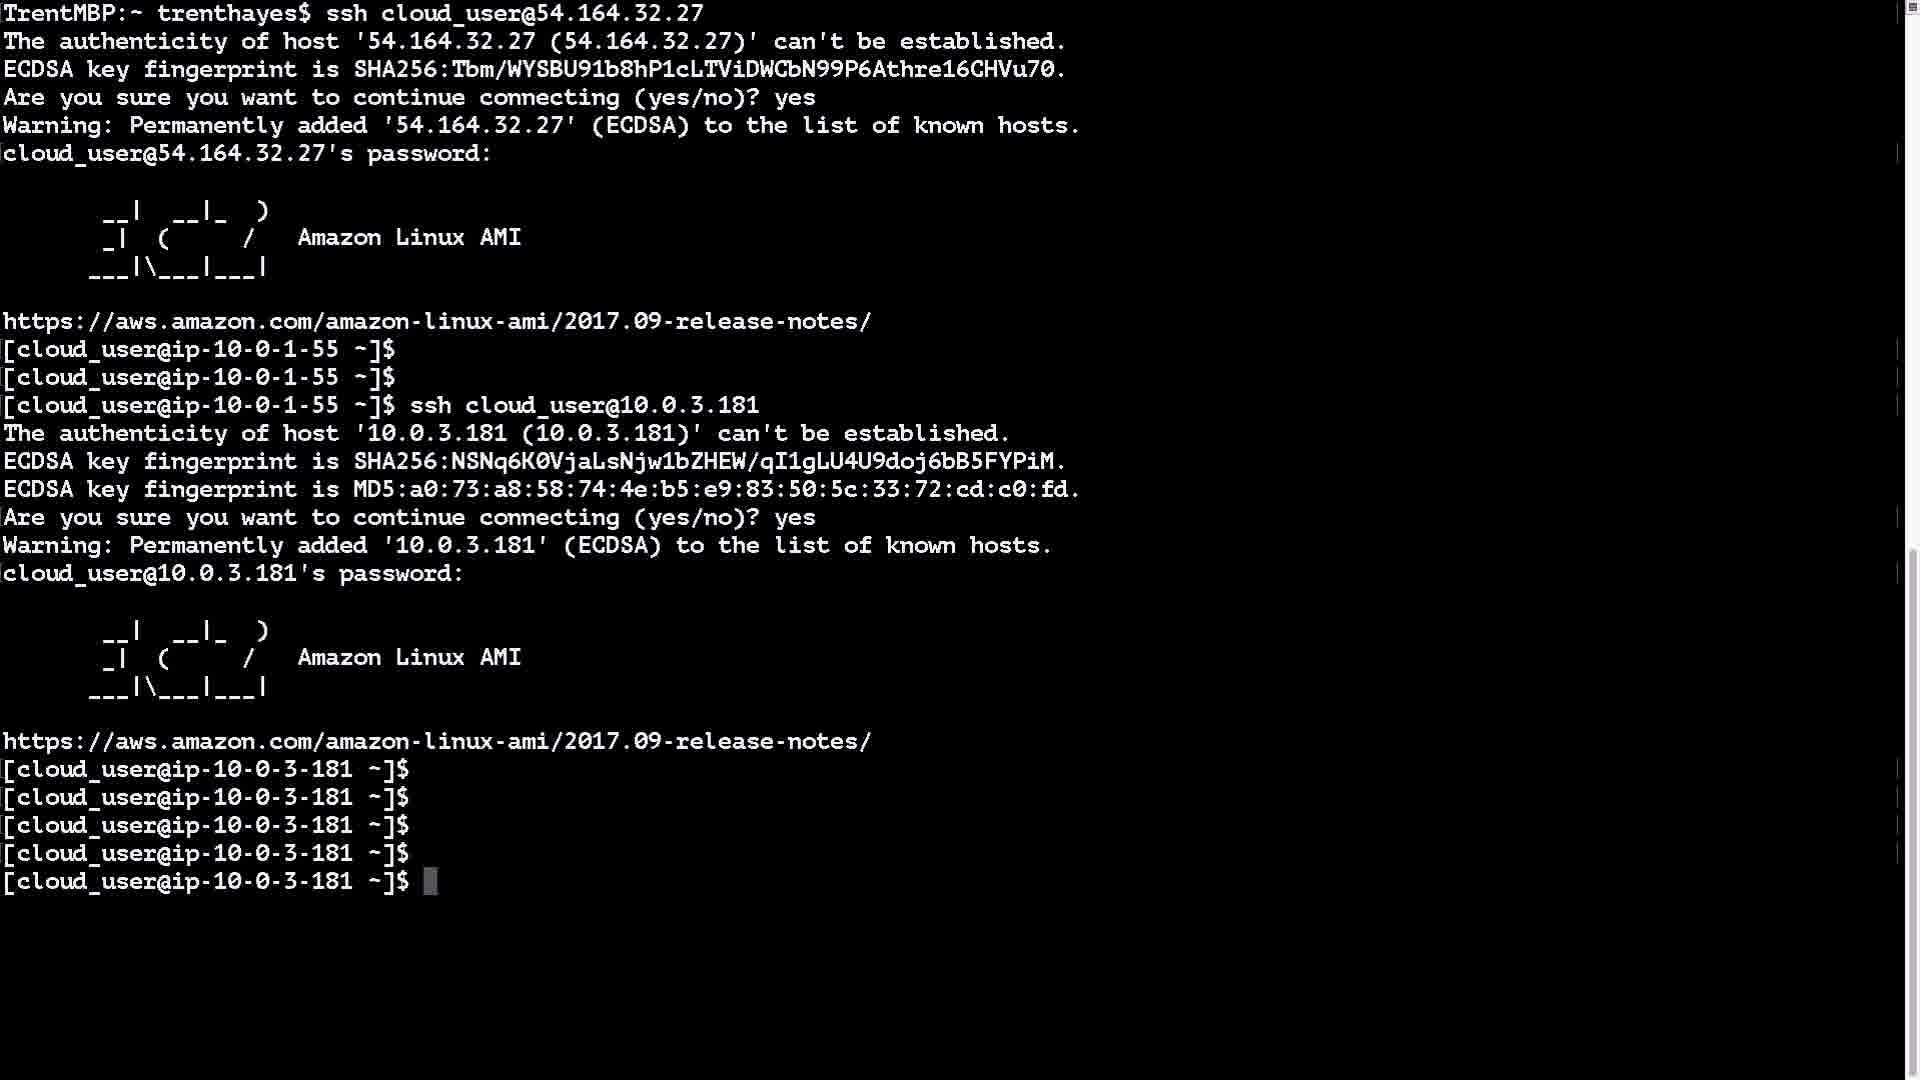 TrentMBP:~ trenthayes$ ssh cloud_user@54.164.32.27
The authenticity of host '54.164.32.27 (54.164.32.27)' can't be established.
ECDSA key fingerprint is SHA256:Tbm/WYSBU91b8hP1cLTViDWCbN99P6Athre16CHVu70.
Are you sure you want to continue connecting (yes/no)? yes
Warning: Permanently added '54.164.32.27' (ECDSA) to the list of known hosts.
cloud_user@54.164.32.27's password:
       __|  __|_  )
       _|  (     /   Amazon Linux AMI
      ___|\___|___|
https://aws.amazon.com/amazon-linux-ami/2017.09-release-notes/
[cloud_user@ip-10-0-1-55 ~]$
[cloud_user@ip-10-0-1-55 ~]$
[cloud_user@ip-10-0-1-55 ~]$ ssh cloud_user@10.0.3.181
The authenticity of host '10.0.3.181 (10.0.3.181)' can't be established.
ECDSA key fingerprint is SHA256:NSNq6K0VjaLsNjw1bZHEW/qI1gLU4U9doj6bB5FYPiM.
ECDSA key fingerprint is MD5:a0:73:a8:58:74:4e:b5:e9:83:50:5c:33:72:cd:c0:fd.
Are you sure you want to continue connecting (yes/no)? yes
Warning: Permanently added '10.0.3.181' (ECDSA) to the list of known hosts.
cloud_user@10.0.3.181's password:
       __|  __|_  )
       _|  (     /   Amazon Linux AMI
      ___|\___|___|
https://aws.amazon.com/amazon-linux-ami/2017.09-release-notes/
[cloud_user@ip-10-0-3-181 ~]$
[cloud_user@ip-10-0-3-181 ~]$
[cloud_user@ip-10-0-3-181 ~]$
[cloud_user@ip-10-0-3-181 ~]$
[cloud_user@ip-10-0-3-181 ~]$